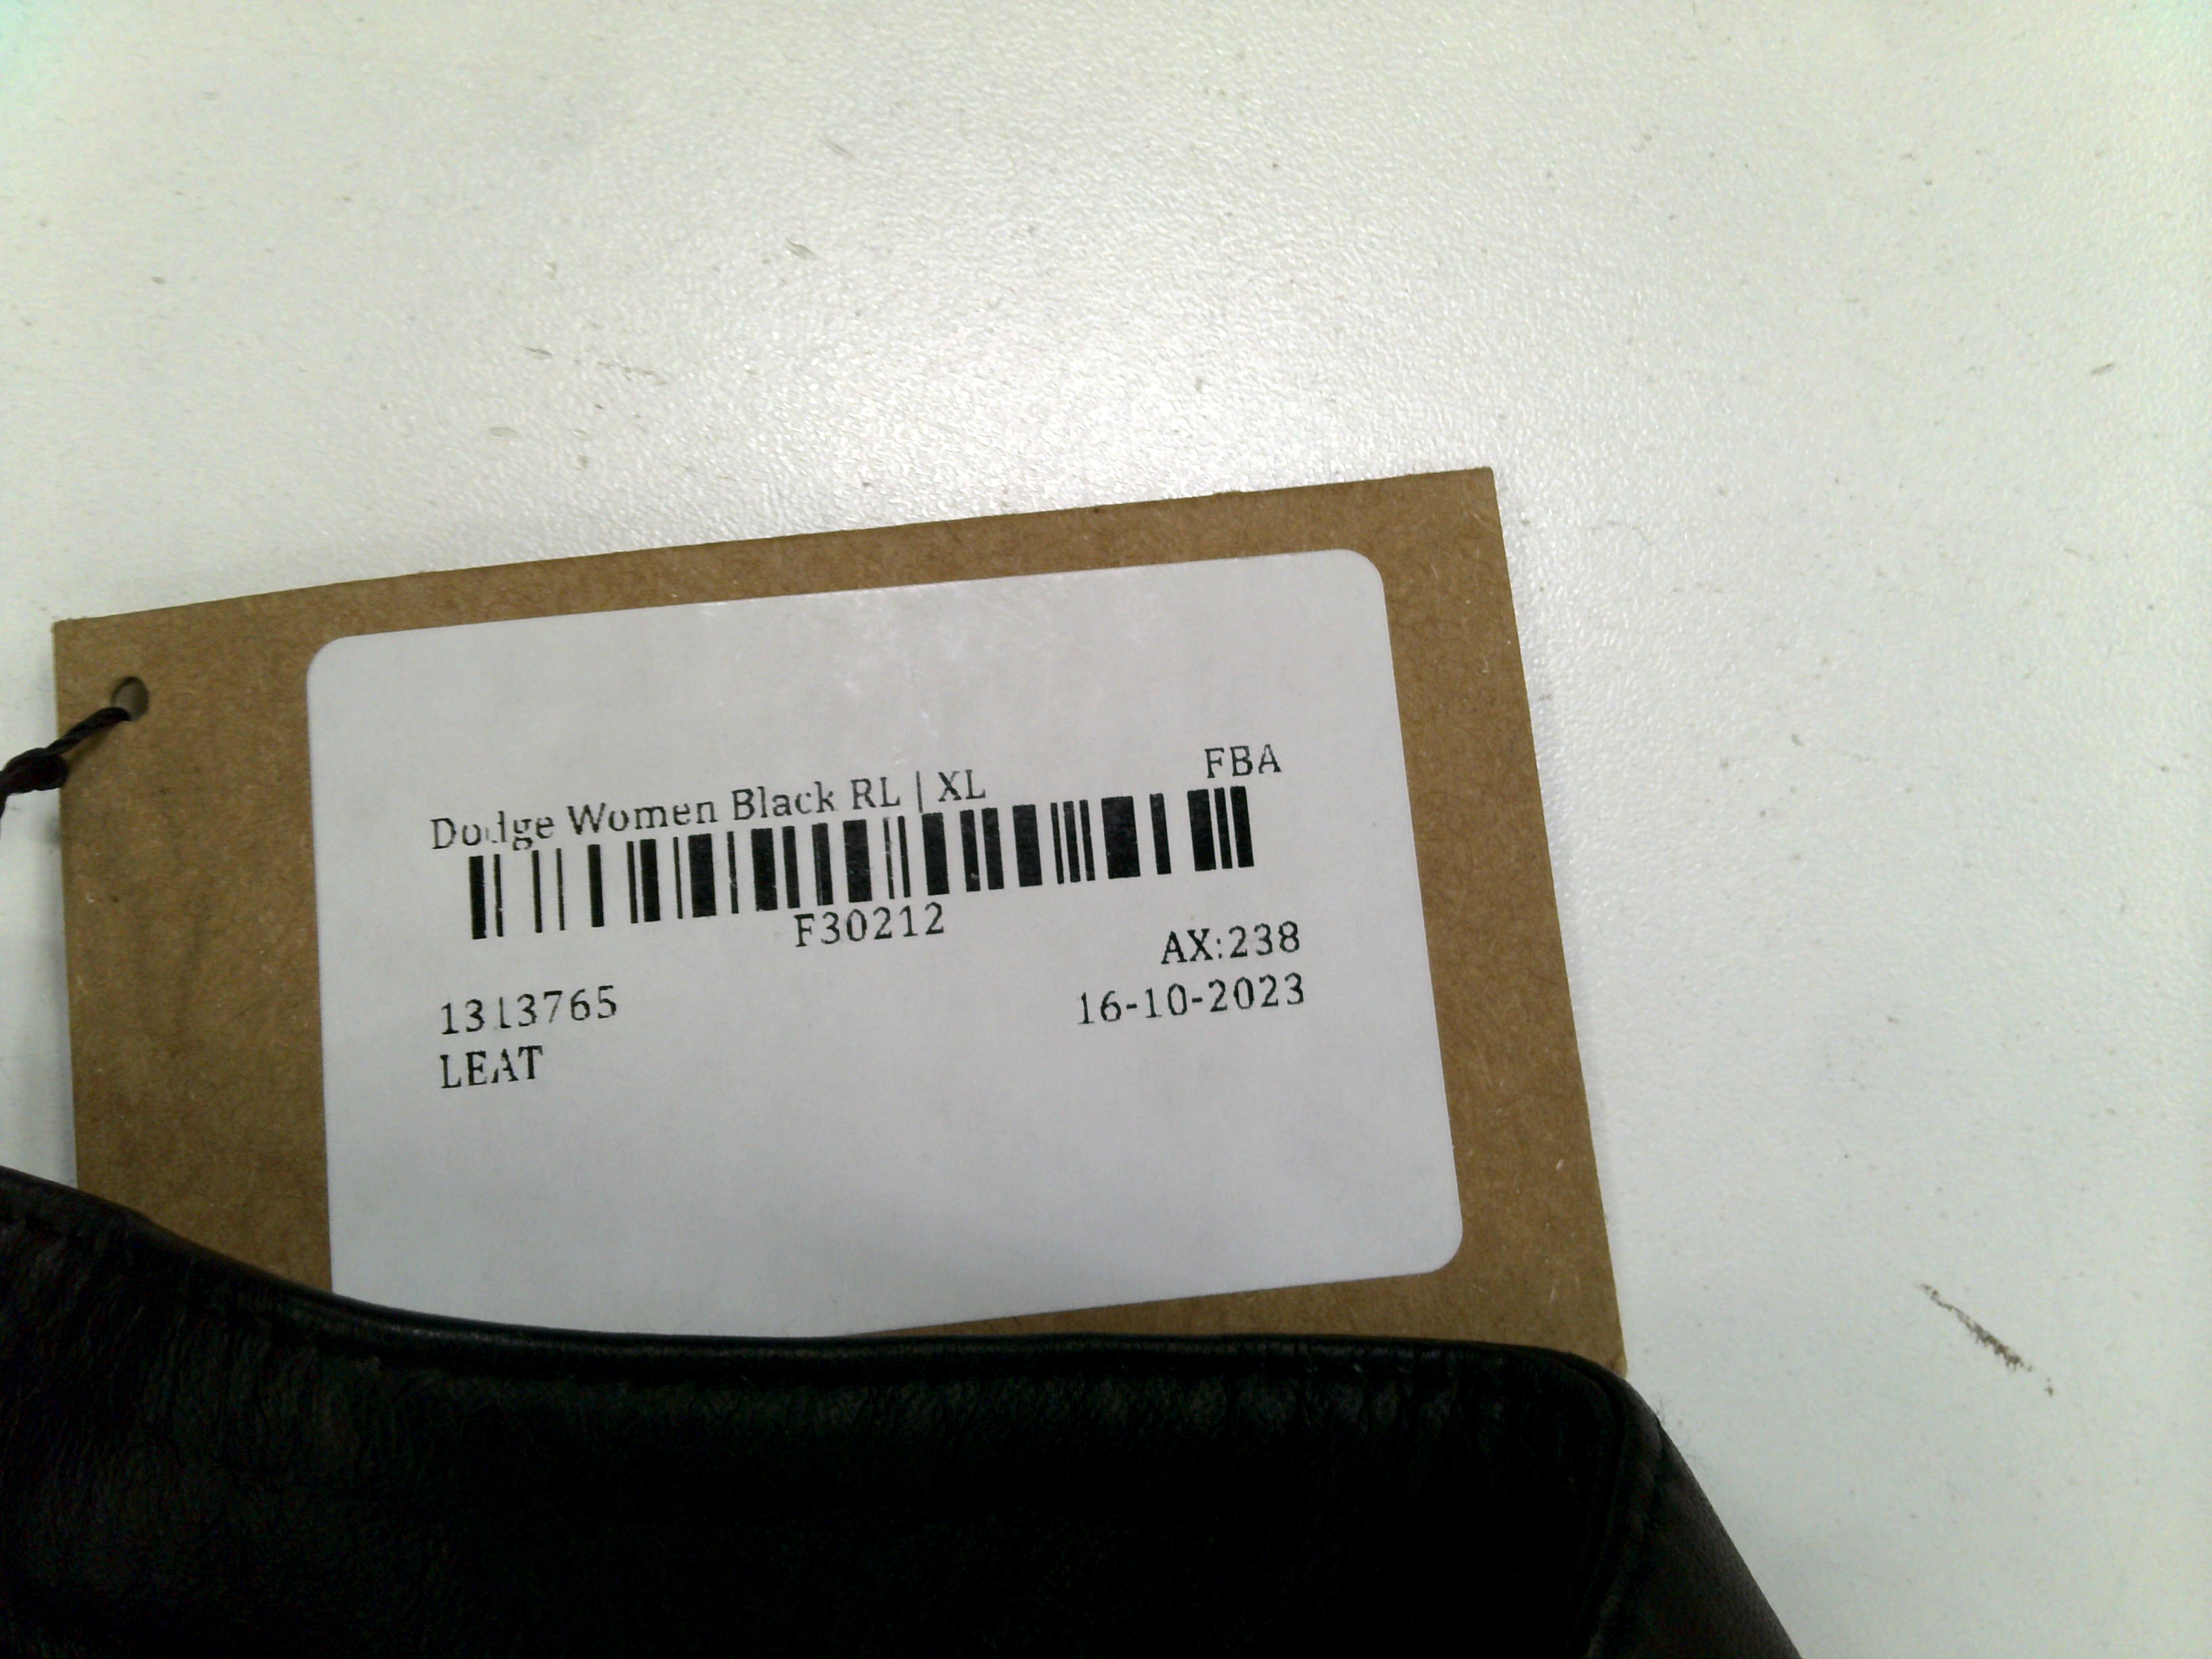 Dodge Women Black RL | XL FBA
F30212
AX:238
1313765 16-10-2023
LEAT